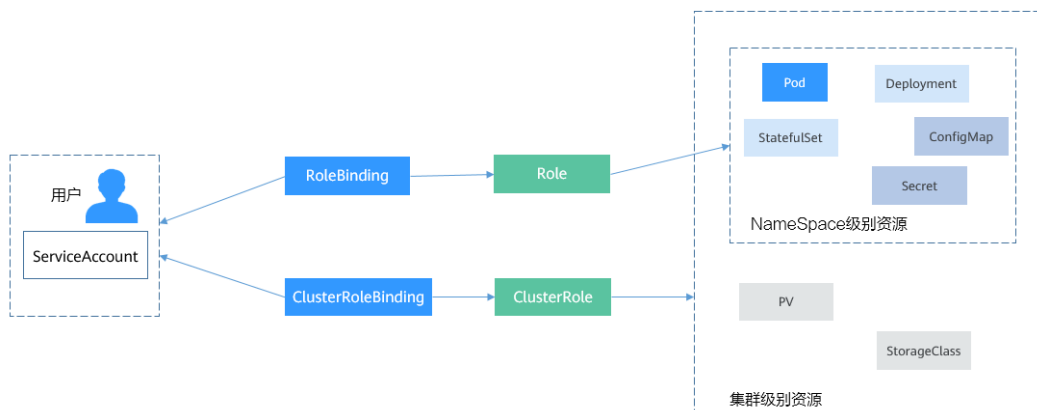 Pod
Deployment
StatefulSet
ConfigMap
Secret
NameSpace级别资源
用户
ServiceAccount
RoleBinding
Role
ClusterRoleBinding
ClusterRole
PV
StorageClass
集群级别资源